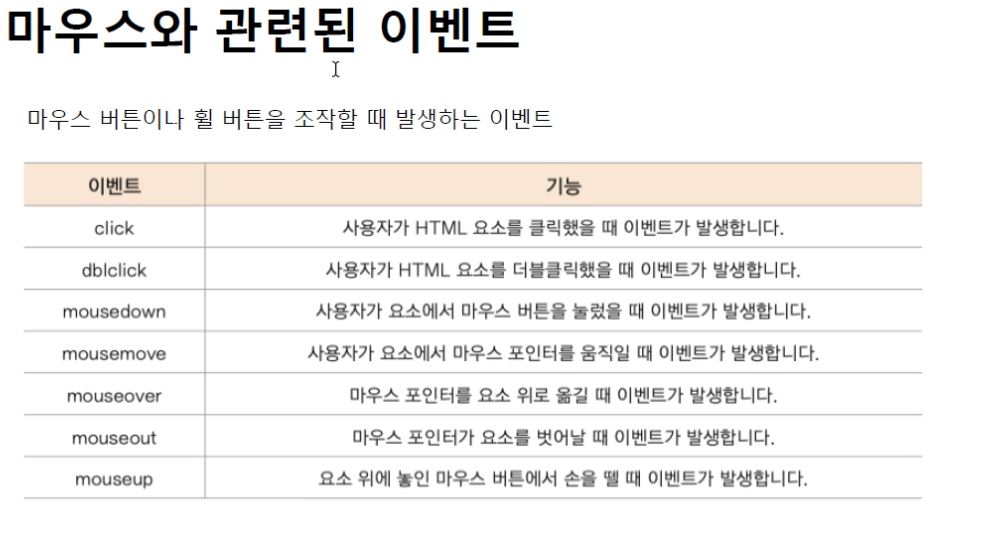 마우스와 관련된 이벤트
마우스 버튼이나 휠 버튼을 조작할 때 발생하는 이벤트
이벤트 기능
click 사용자가 HTML 요소를 클릭했을 때 이벤트가 발생합니다.
dblclick 사용자가 HTML 요소를 더블클릭했을 때 이벤트가 발생합니다.
mousedown 사용자가 요소에서 마우스 버튼을 눌렀을 때 이벤트가 발생합니다.
mousemove 사용자가 요소에서 마우스 포인터를 움직일 때 이벤트가 발생합니다.
mouseover 마우스 포인터를 요소 위로 옮길 때 이벤트가 발생합니다.
mouseout 마우스 포인터가 요소를 벗어날 때 이벤트가 발생합니다.
mouseup 요소 위에 놓인 마우스 버튼에서 손을 뗄 때 이벤트가 발생합니다.